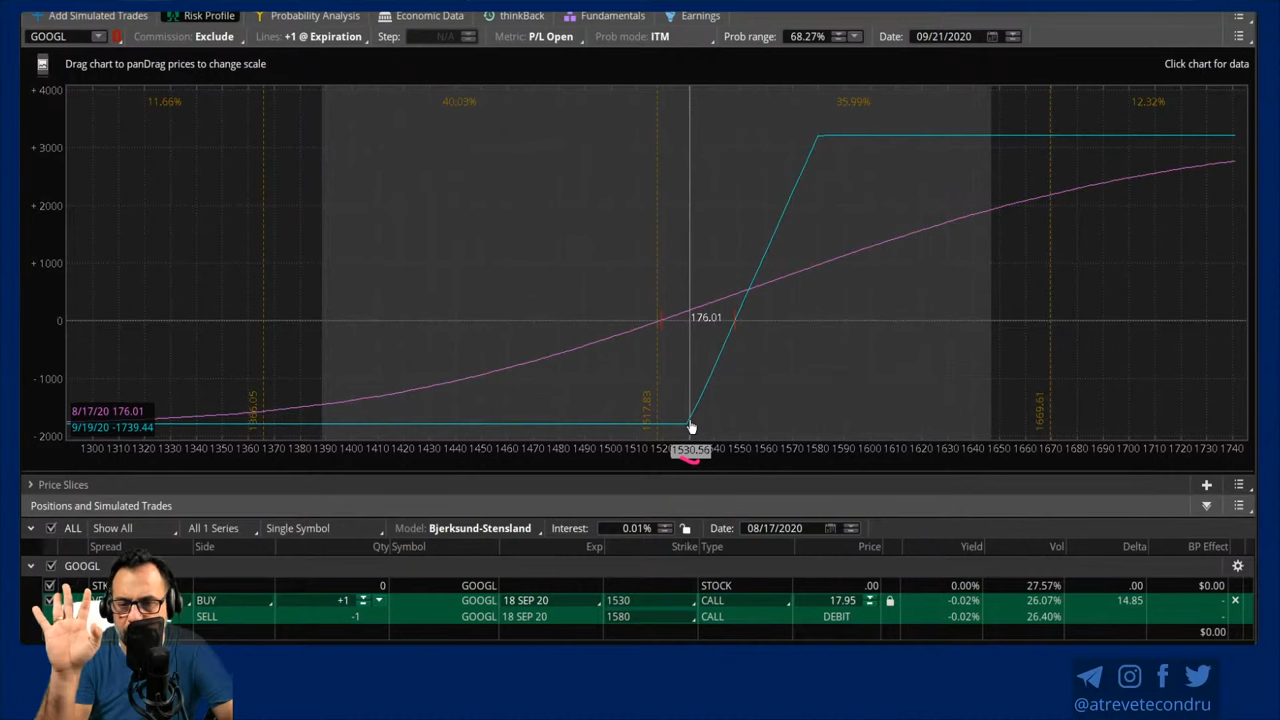 Add Simulated Trades Risk Profile Probability Analysis Economic Data thinkBack Fundamentals Earnings
GOOGL Commission: Exclude Lines: +1 @ Expiration Step: N/A Metric: P/L Open Prob mode: ITM Prob range: 68.27% Date: 09/21/2020
Drag chart to panDrag prices to change scale Click chart for data
+ 4000
11.66% 40.03% 35.99% 12.32%
+ 3000
+ 2000
+ 1000
0
176.01
- 1000
- 2000
1517.83
1669.61
8/17/20 176.01
9/19/20 -1739.44
1300 1310 1320 1330 1340 1350 1360 1370 1380 1390 1400 1410 1420 1430 1440 1450 1460 1470 1480 1490 1500 1510 1530.56 1550 1560 1570 1580 1590 1600 1610 1620 1630 1640 1650 1660 1670 1680 1690 1700 1710 1720 1730 1740
Price Slices
Positions and Simulated Trades
ALL Show All All 1 Series Single Symbol Model: Bjerksund-Stensland Interest: 0.01% Date: 08/17/2020
Spread Side Qty Symbol Exp Strike Type Price Yield Vol Delta BP Effect
GOOGL
0 GOOGL STOCK .00 0.00% 27.57% .00 $0.00
BUY +1 GOOGL 18 SEP 20 1530 CALL 17.95 -0.02% 26.07% 14.85 -
SELL -1 GOOGL 18 SEP 20 1580 CALL DEBIT -0.02% 26.40% -
$0.00
@atrevetecondru